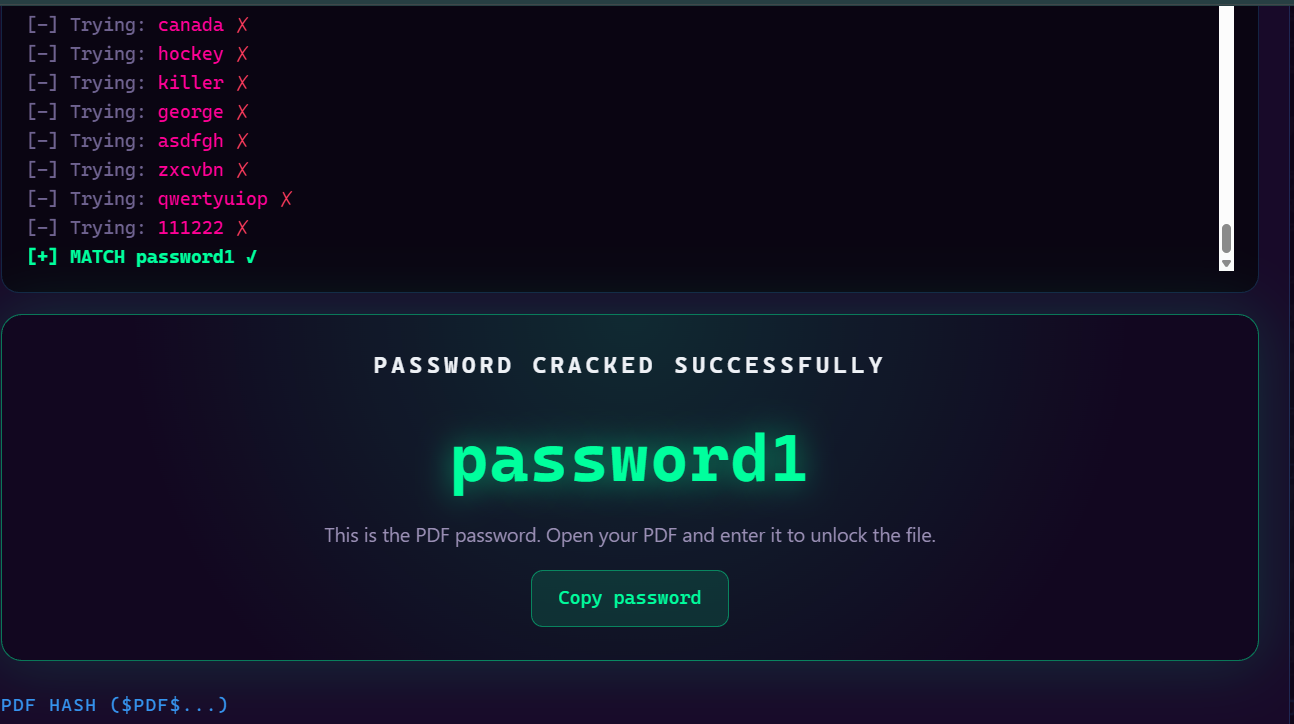 [−] Trying: canada ✗
[−] Trying: hockey ✗
[−] Trying: killer ✗
[−] Trying: george ✗
[−] Trying: asdfgh ✗
[−] Trying: zxcvbn ✗
[−] Trying: qwertyuiop ✗
[−] Trying: 111222 ✗
[+] MATCH password1 ✓
PASSWORD CRACKED SUCCESSFULLY
password1
This is the PDF password. Open your PDF and enter it to unlock the file.
Copy password
PDF HASH ($PDF$...)